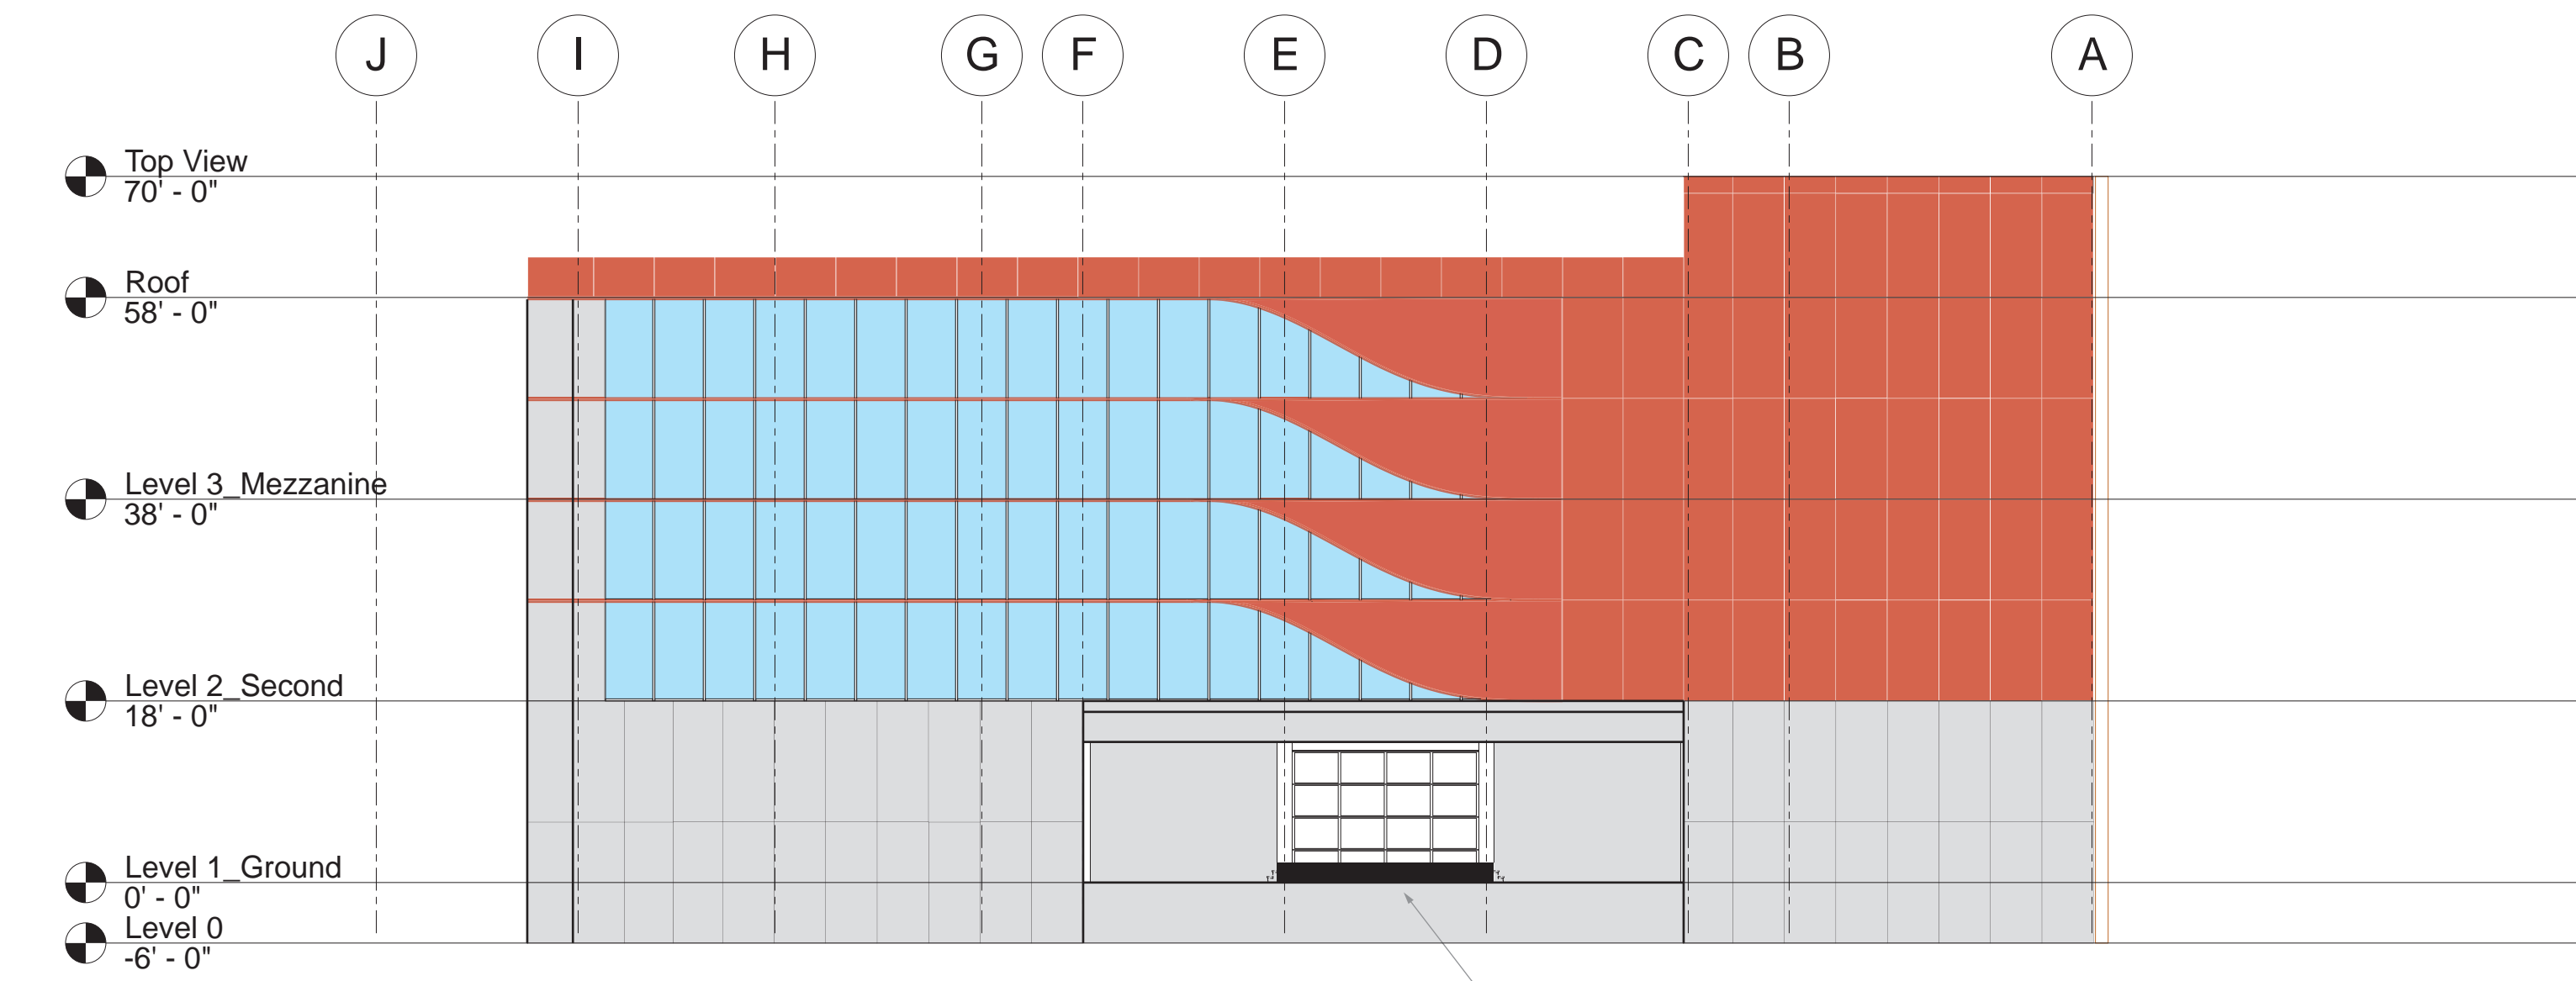 J I H G F E D C B A
Top View
70' - 0"
Roof
58' - 0"
Level 3_Mezzanine
38' - 0"
Level 2_Second
18' - 0"
Level 1_Ground
0' - 0"
Level 0
-6' - 0"